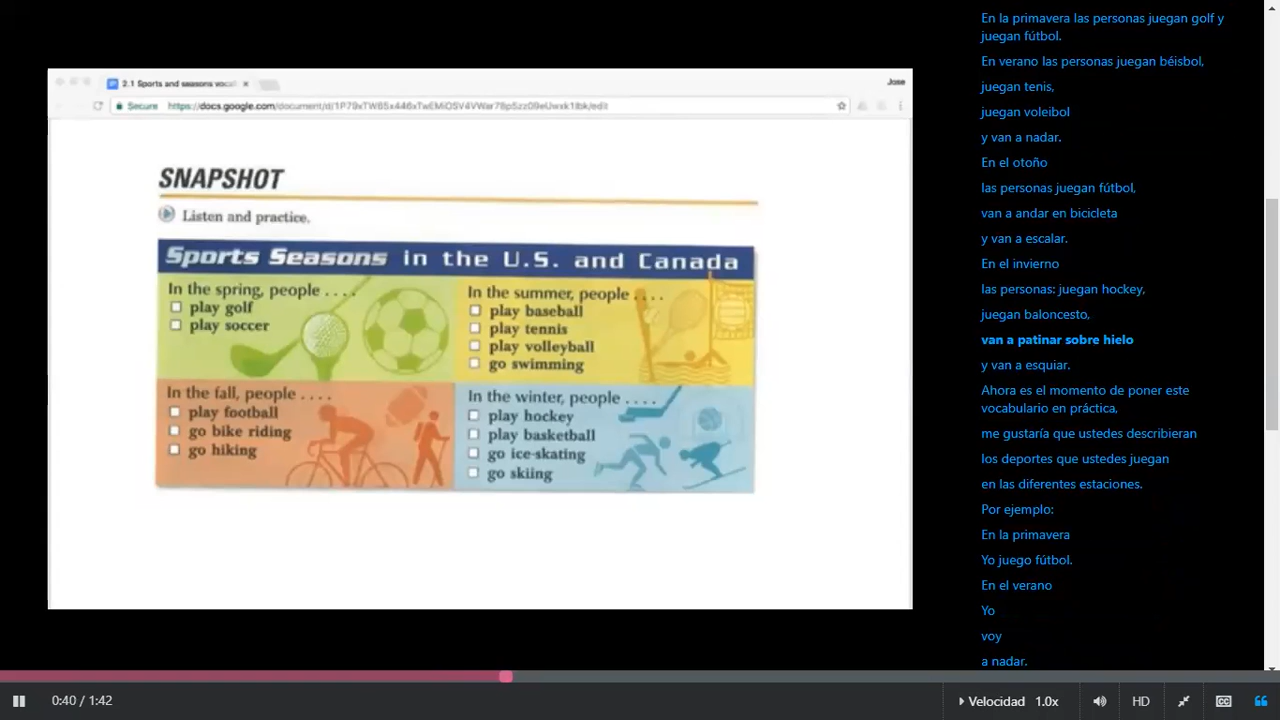 2.1 Sports and seasons vocal
Jose
Secure
SNAPSHOT
Listen and practice.
Sports Seasons in the U.S. and Canada
In the spring, people . . . .
play golf
play soccer
In the summer, people . . . .
play baseball
play tennis
play volleyball
go swimming
In the fall, people . . . .
play football
go bike riding
go hiking
In the winter, people . . . .
play hockey
play basketball
go ice-skating
go skiing
En la primavera las personas juegan golf y
juegan fútbol.
En verano las personas juegan béisbol,
juegan tenis,
juegan voleibol
y van a nadar.
En el otoño
las personas juegan fútbol,
van a andar en bicicleta
y van a escalar.
En el invierno
las personas: juegan hockey,
juegan baloncesto,
van a patinar sobre hielo
y van a esquiar.
Ahora es el momento de poner este
vocabulario en práctica,
me gustaría que ustedes describieran
los deportes que ustedes juegan
en las diferentes estaciones.
Por ejemplo:
En la primavera
Yo juego fútbol.
En el verano
Yo
voy
a nadar.
0:40 / 1:42
Velocidad 1.0x
HD
CC